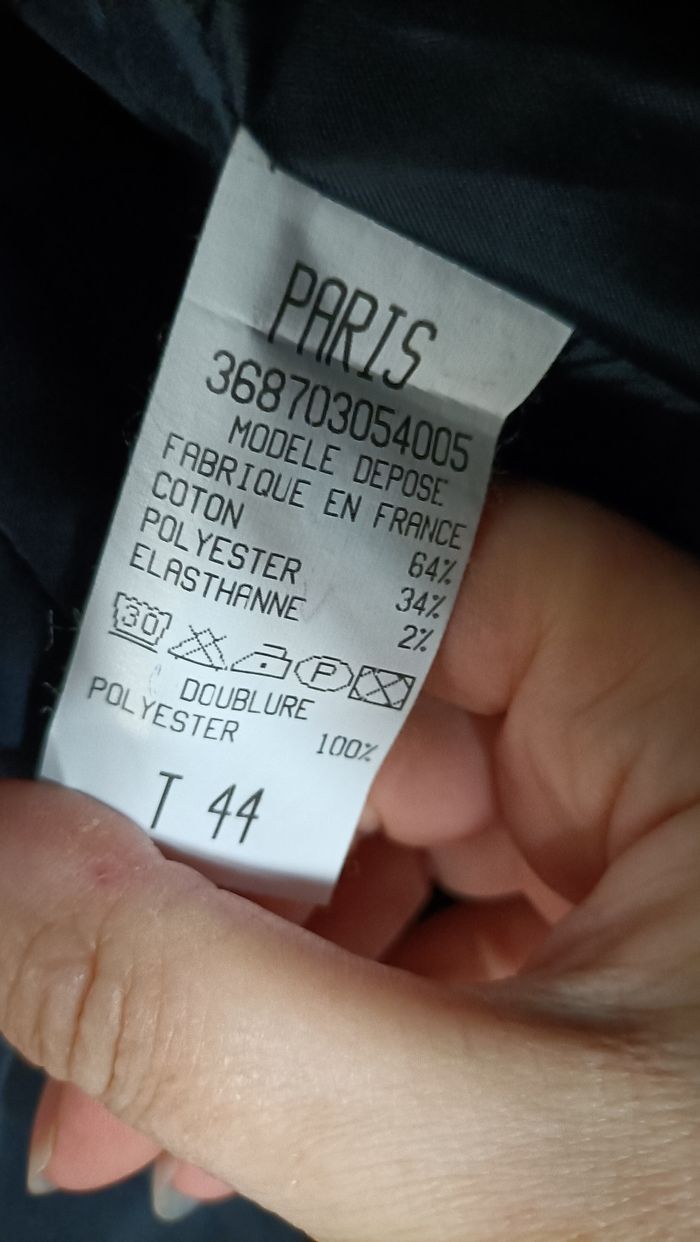 PARIS
368703054005
MODELE DEPOSE
FABRIQUE EN FRANCE
COTON 64%
POLYESTER 34%
ELASTHANNE 2%
30 P
DOUBLURE
POLYESTER 100%
T 44